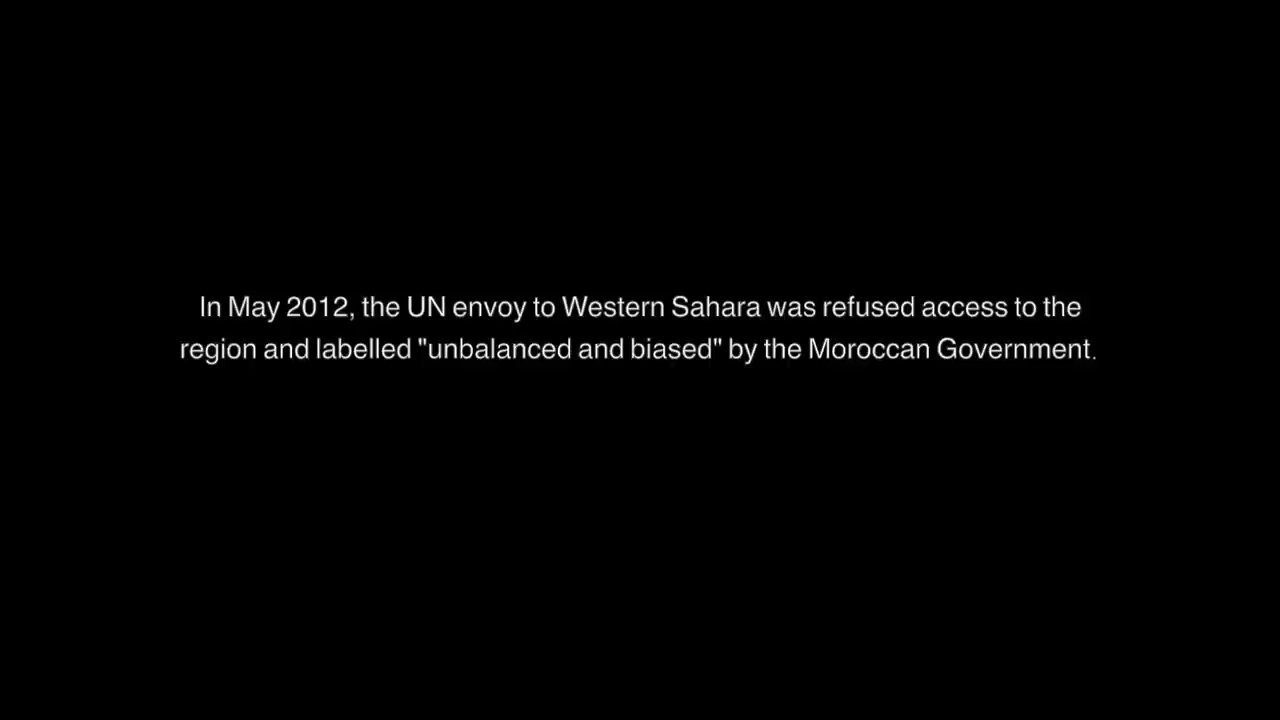 In May 2012, the UN envoy to Western Sahara was refused access to the
region and labelled "unbalanced and biased" by the Moroccan Government.